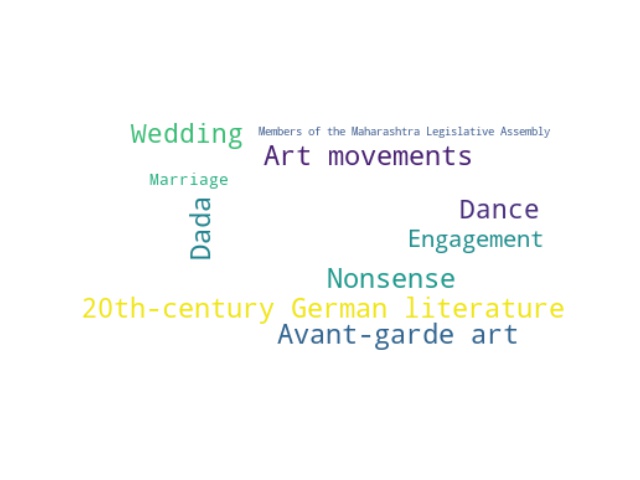 Wedding
Members of the Maharashtra Legislative Assembly
Art movements
Marriage
Dada
Dance
Engagement
Nonsense
20th-century German literature
Avant-garde art